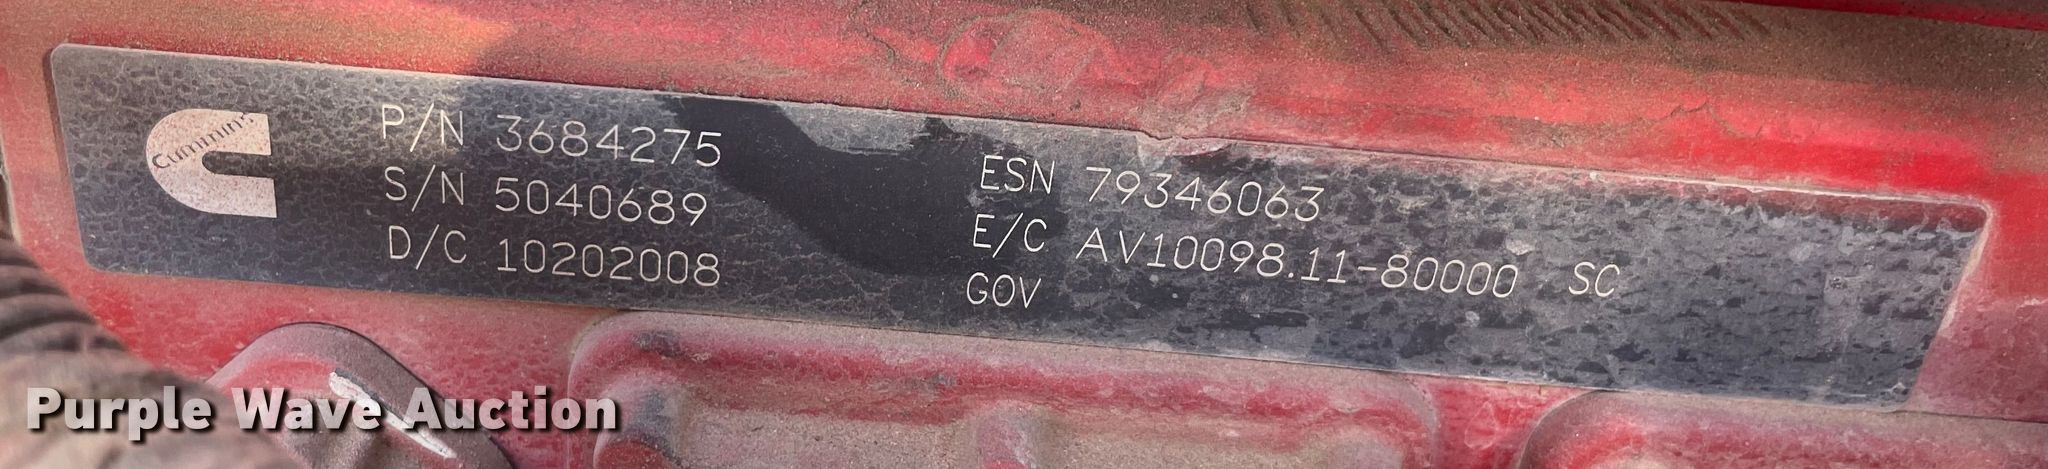 Cummins
P/N 3684275
S/N 5040689
D/C 10202008
ESN 79346063
E/C AV10098.11-80000 SC
GOV
Purple Wave Auction